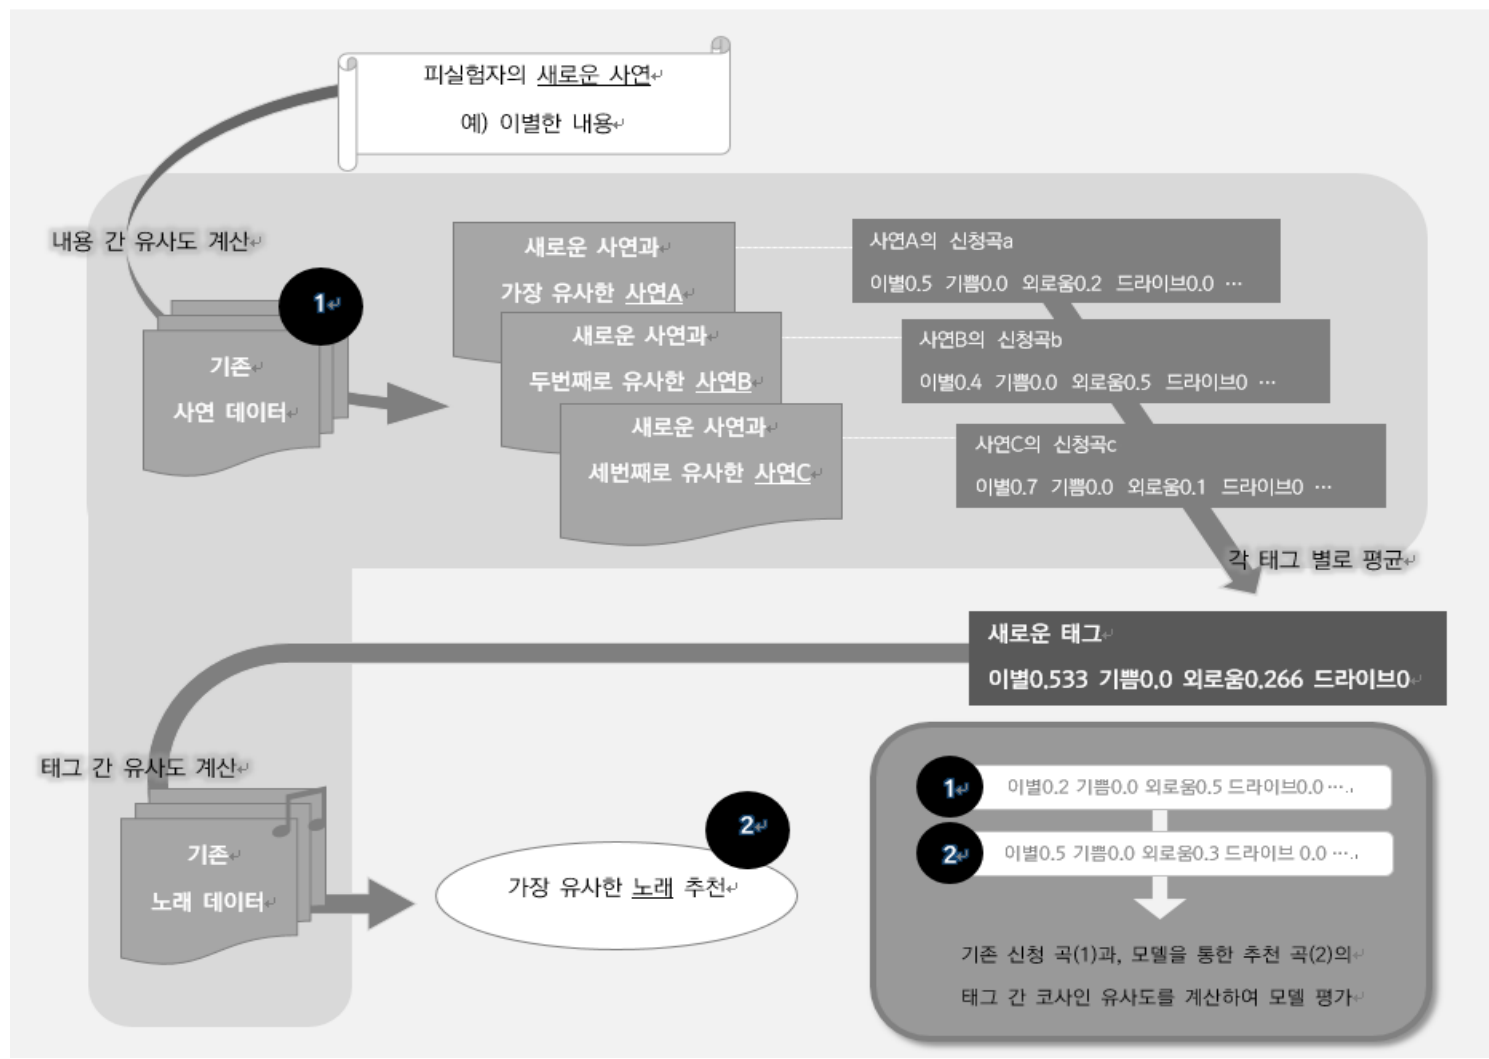 피실험자의 새로운 사연↵
예) 이별한 내용↵
내용 간 유사도 계산↵
1↵
기존↵
사연 데이터↵
새로운 사연과↵
가장 유사한 사연A↵
새로운 사연과↵
두번째로 유사한 사연B↵
새로운 사연과↵
세번째로 유사한 사연C↵
사연A의 신청곡a
이별0.5 기쁨0.0 외로움0.2 드라이브0.0 …
사연B의 신청곡b
이별0.4 기쁨0.0 외로움0.5 드라이브0 …
사연C의 신청곡c
이별0.7 기쁨0.0 외로움0.1 드라이브0 …
각 태그 별로 평균↵
새로운 태그↵
이별0.533 기쁨0.0 외로움0.266 드라이브0↵
태그 간 유사도 계산↵
기존↵
노래 데이터↵
2↵
가장 유사한 노래 추천↵
1↵ 이별0.2 기쁨0.0 외로움0.5 드라이브0.0 …↵
2↵ 이별0.5 기쁨0.0 외로움0.3 드라이브 0.0 …↵
기존 신청 곡(1)과, 모델을 통한 추천 곡(2)의↵
태그 간 코사인 유사도를 계산하여 모델 평가↵